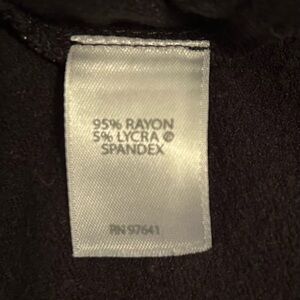 95% RAYON
5% LYCRA ®
SPANDEX
RN 97641